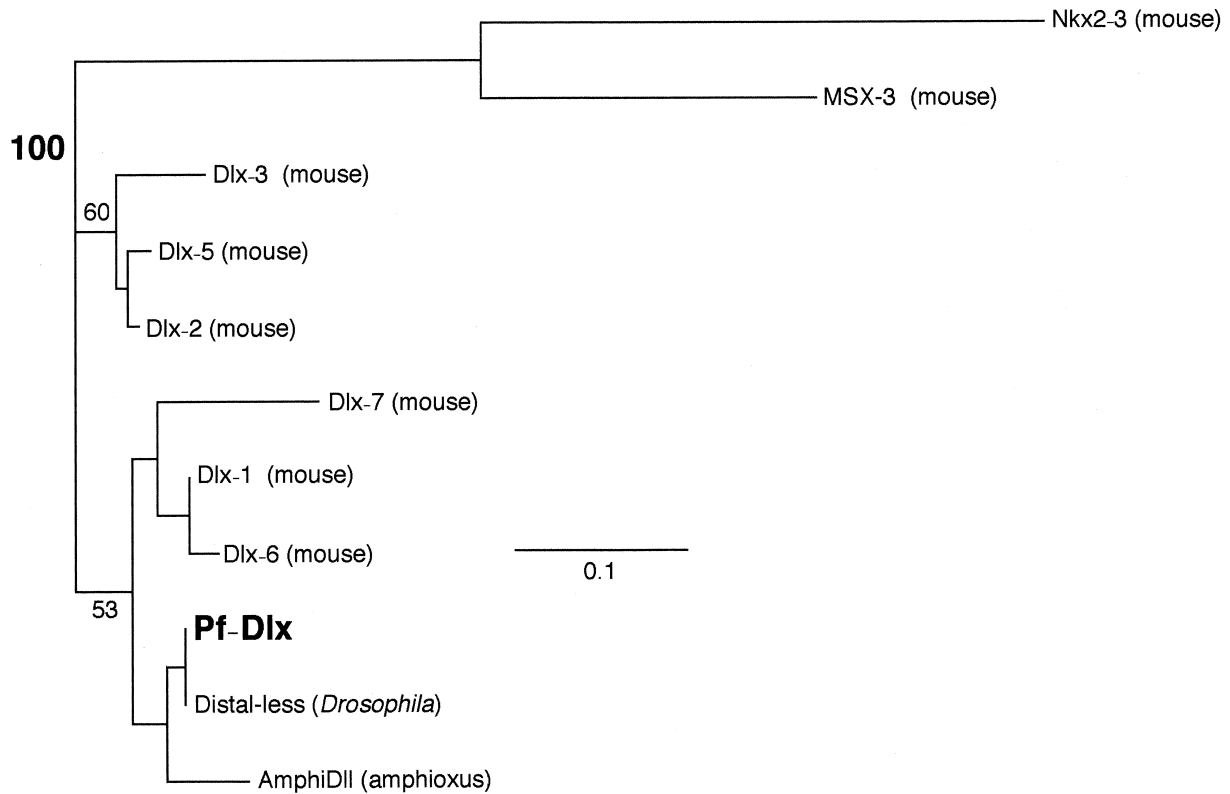 Nkx2-3 (mouse)
MSX-3 (mouse)
100
Dlx-3 (mouse)
60
Dlx-5 (mouse)
Dlx-2 (mouse)
Dlx-7 (mouse)
Dlx-1 (mouse)
Dlx-6 (mouse)
0.1
53
Pf-Dlx
Distal-less (Drosophila)
AmphiDll (amphioxus)